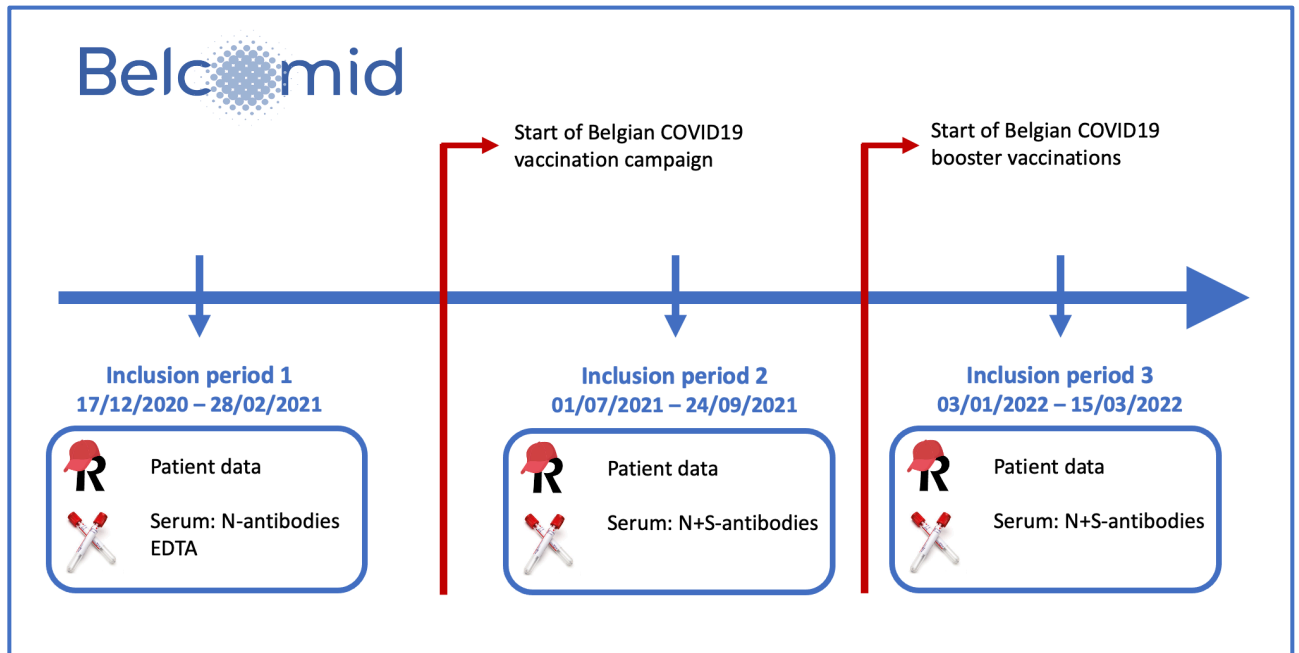 Belcomid
Start of Belgian COVID19
vaccination campaign
Start of Belgian COVID19
booster vaccinations
Inclusion period 1
17/12/2020 – 28/02/2021
R
Patient data
Serum: N-antibodies
EDTA
Inclusion period 2
01/07/2021 – 24/09/2021
R
Patient data
Serum: N+S-antibodies
Inclusion period 3
03/01/2022 – 15/03/2022
R
Patient data
Serum: N+S-antibodies